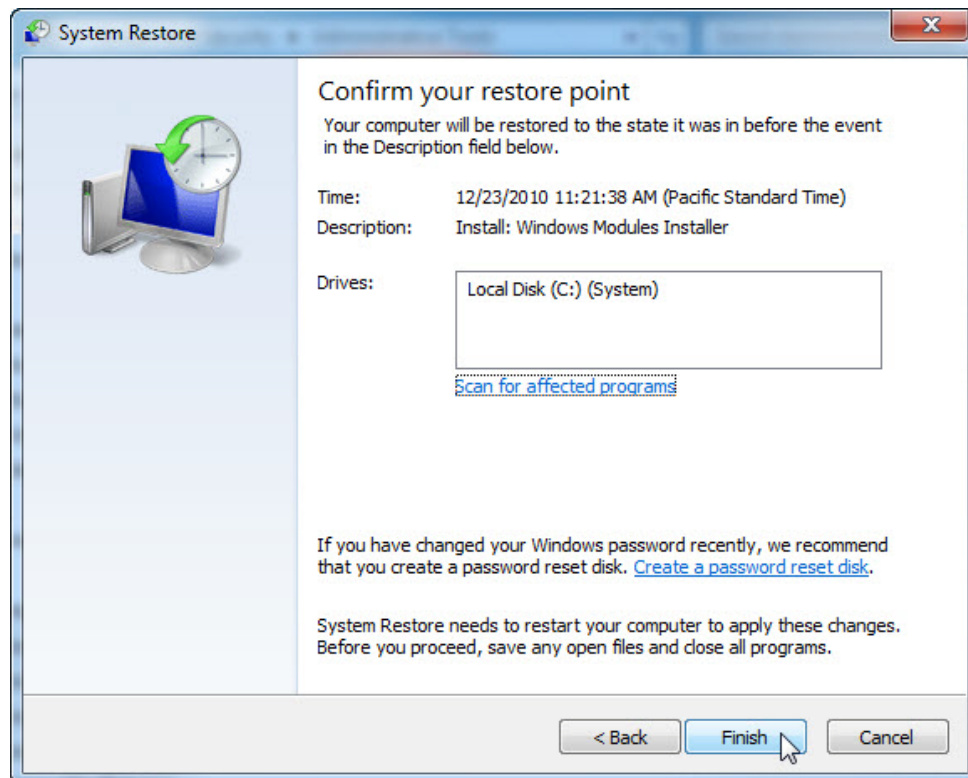 System Restore
Confirm your restore point
Your computer will be restored to the state it was in before the event
in the Description field below.
Time: 12/23/2010 11:21:38 AM (Pacific Standard Time)
Description: Install: Windows Modules Installer
Drives: Local Disk (C:) (System)
Scan for affected programs
If you have changed your Windows password recently, we recommend
that you create a password reset disk. Create a password reset disk.
System Restore needs to restart your computer to apply these changes.
Before you proceed, save any open files and close all programs.
< Back Finish Cancel